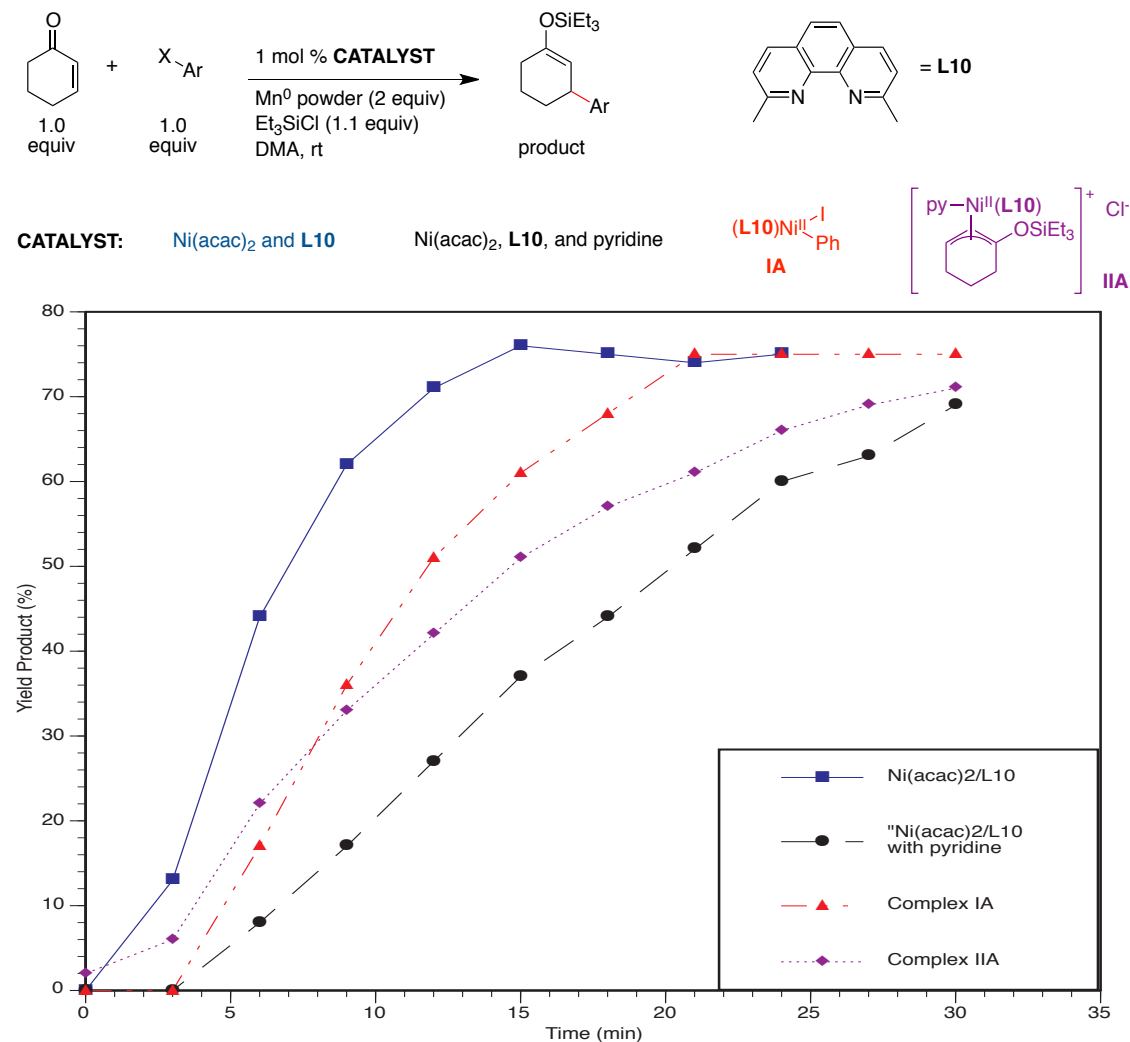 O
+
X
Ar
1.0
equiv
1.0
equiv
1 mol % CATALYST
Mn⁰ powder (2 equiv)
Et₃SiCl (1.1 equiv)
DMA, rt
OSiEt₃
Ar
product
N
N
= L10
CATALYST:
Ni(acac)₂ and L10
Ni(acac)₂, L10, and pyridine
(L10)Niᴵᴵ
I
Ph
IA
py
Niᴵᴵ(L10)
OSiEt₃
+
Cl⁻
IIA
80
70
60
50
40
30
20
10
0
Yield Product (%)
0
5
10
15
20
25
30
35
Time (min)
Ni(acac)2/L10
"Ni(acac)2/L10
with pyridine
Complex IA
Complex IIA